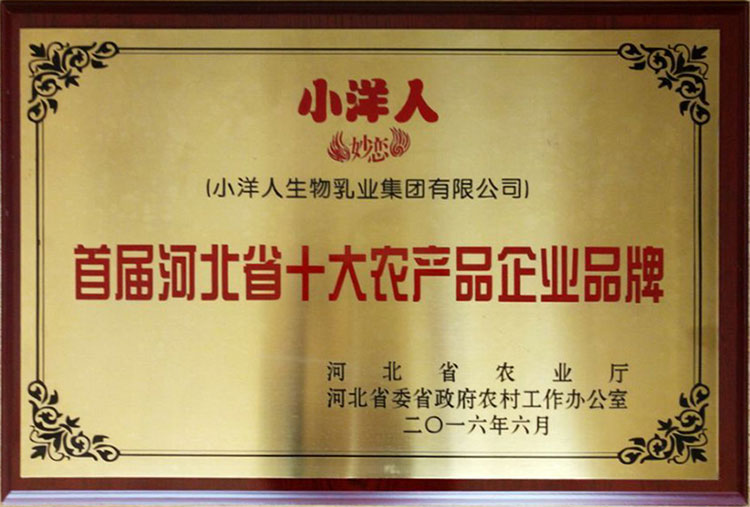 小洋人
妙恋
(小洋人生物乳业集团有限公司)
首届河北省十大农产品企业品牌
河北省农业厅
河北省委省政府农村工作办公室
二〇一六年六月